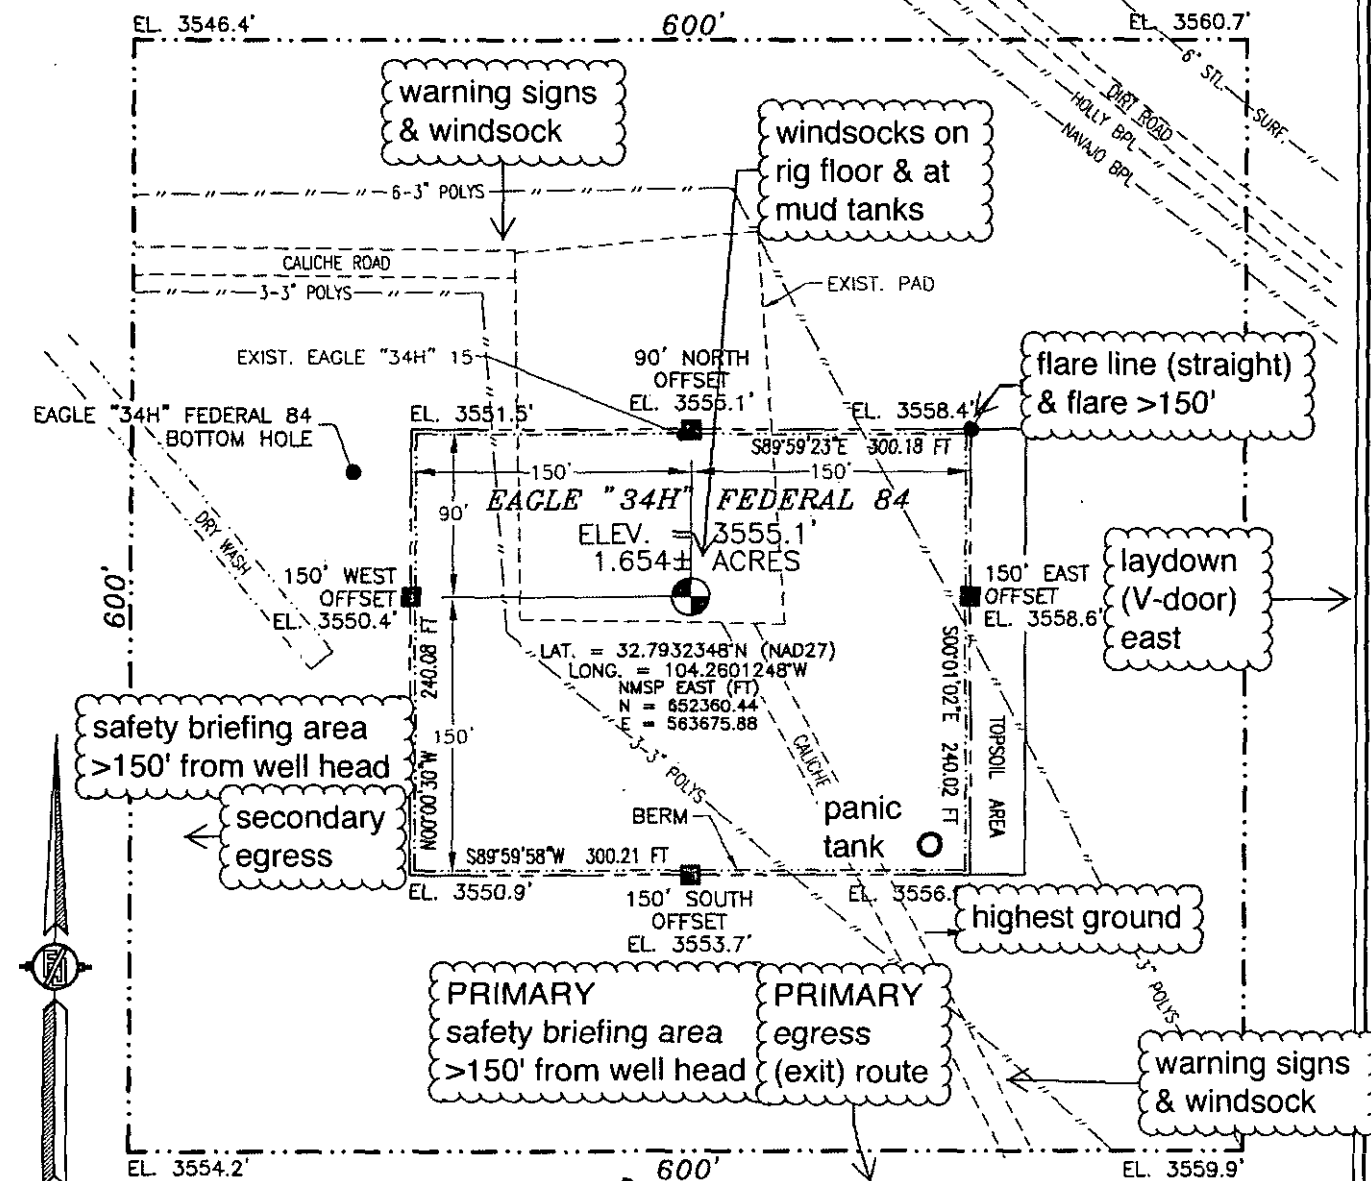 EL. 3546.4'
600'
EL. 3560.7'
6" STL. SURF.
DIRT ROAD
HOLLY BPL
NAVAJO BPL
warning signs
& windsock
windsocks on
rig floor & at
mud tanks
6-3" POLYS
CALICHE ROAD
3-3" POLYS
EXIST. PAD
EXIST. EAGLE "34H" 15
90' NORTH
OFFSET
EL. 3555.1'
flare line (straight)
& flare >150'
EAGLE "34H" FEDERAL 84
BOTTOM HOLE
EL. 3551.5'
EL. 3558.4'
S89°59'23"E 300.18 FT
150'
150'
90'
EAGLE "34H" FEDERAL 84
ELEV. = 3555.1'
1.654± ACRES
DRY WASH
600'
150' WEST
OFFSET
EL. 3550.4'
150' EAST
OFFSET
EL. 3558.6'
laydown
(V-door)
east
LAT. = 32.7932348°N (NAD27)
LONG. = 104.2601248°W
NMSP EAST (FT)
N = 652360.44
E = 563675.88
N00°00'30"W 240.08 FT
150'
S00°01'02"E 240.02 FT
TOPSOIL AREA
safety briefing area
>150' from well head
secondary
egress
3-3" POLYS
CALICHE
BERM
panic
tank
S89°59'58"W 300.21 FT
EL. 3550.9'
150' SOUTH
OFFSET
EL. 3553.7'
EL. 3556.
highest ground
3" POLYS
PRIMARY
safety briefing area
>150' from well head
PRIMARY
egress
(exit) route
warning signs
& windsock
EL. 3554.2'
600'
EL. 3559.9'